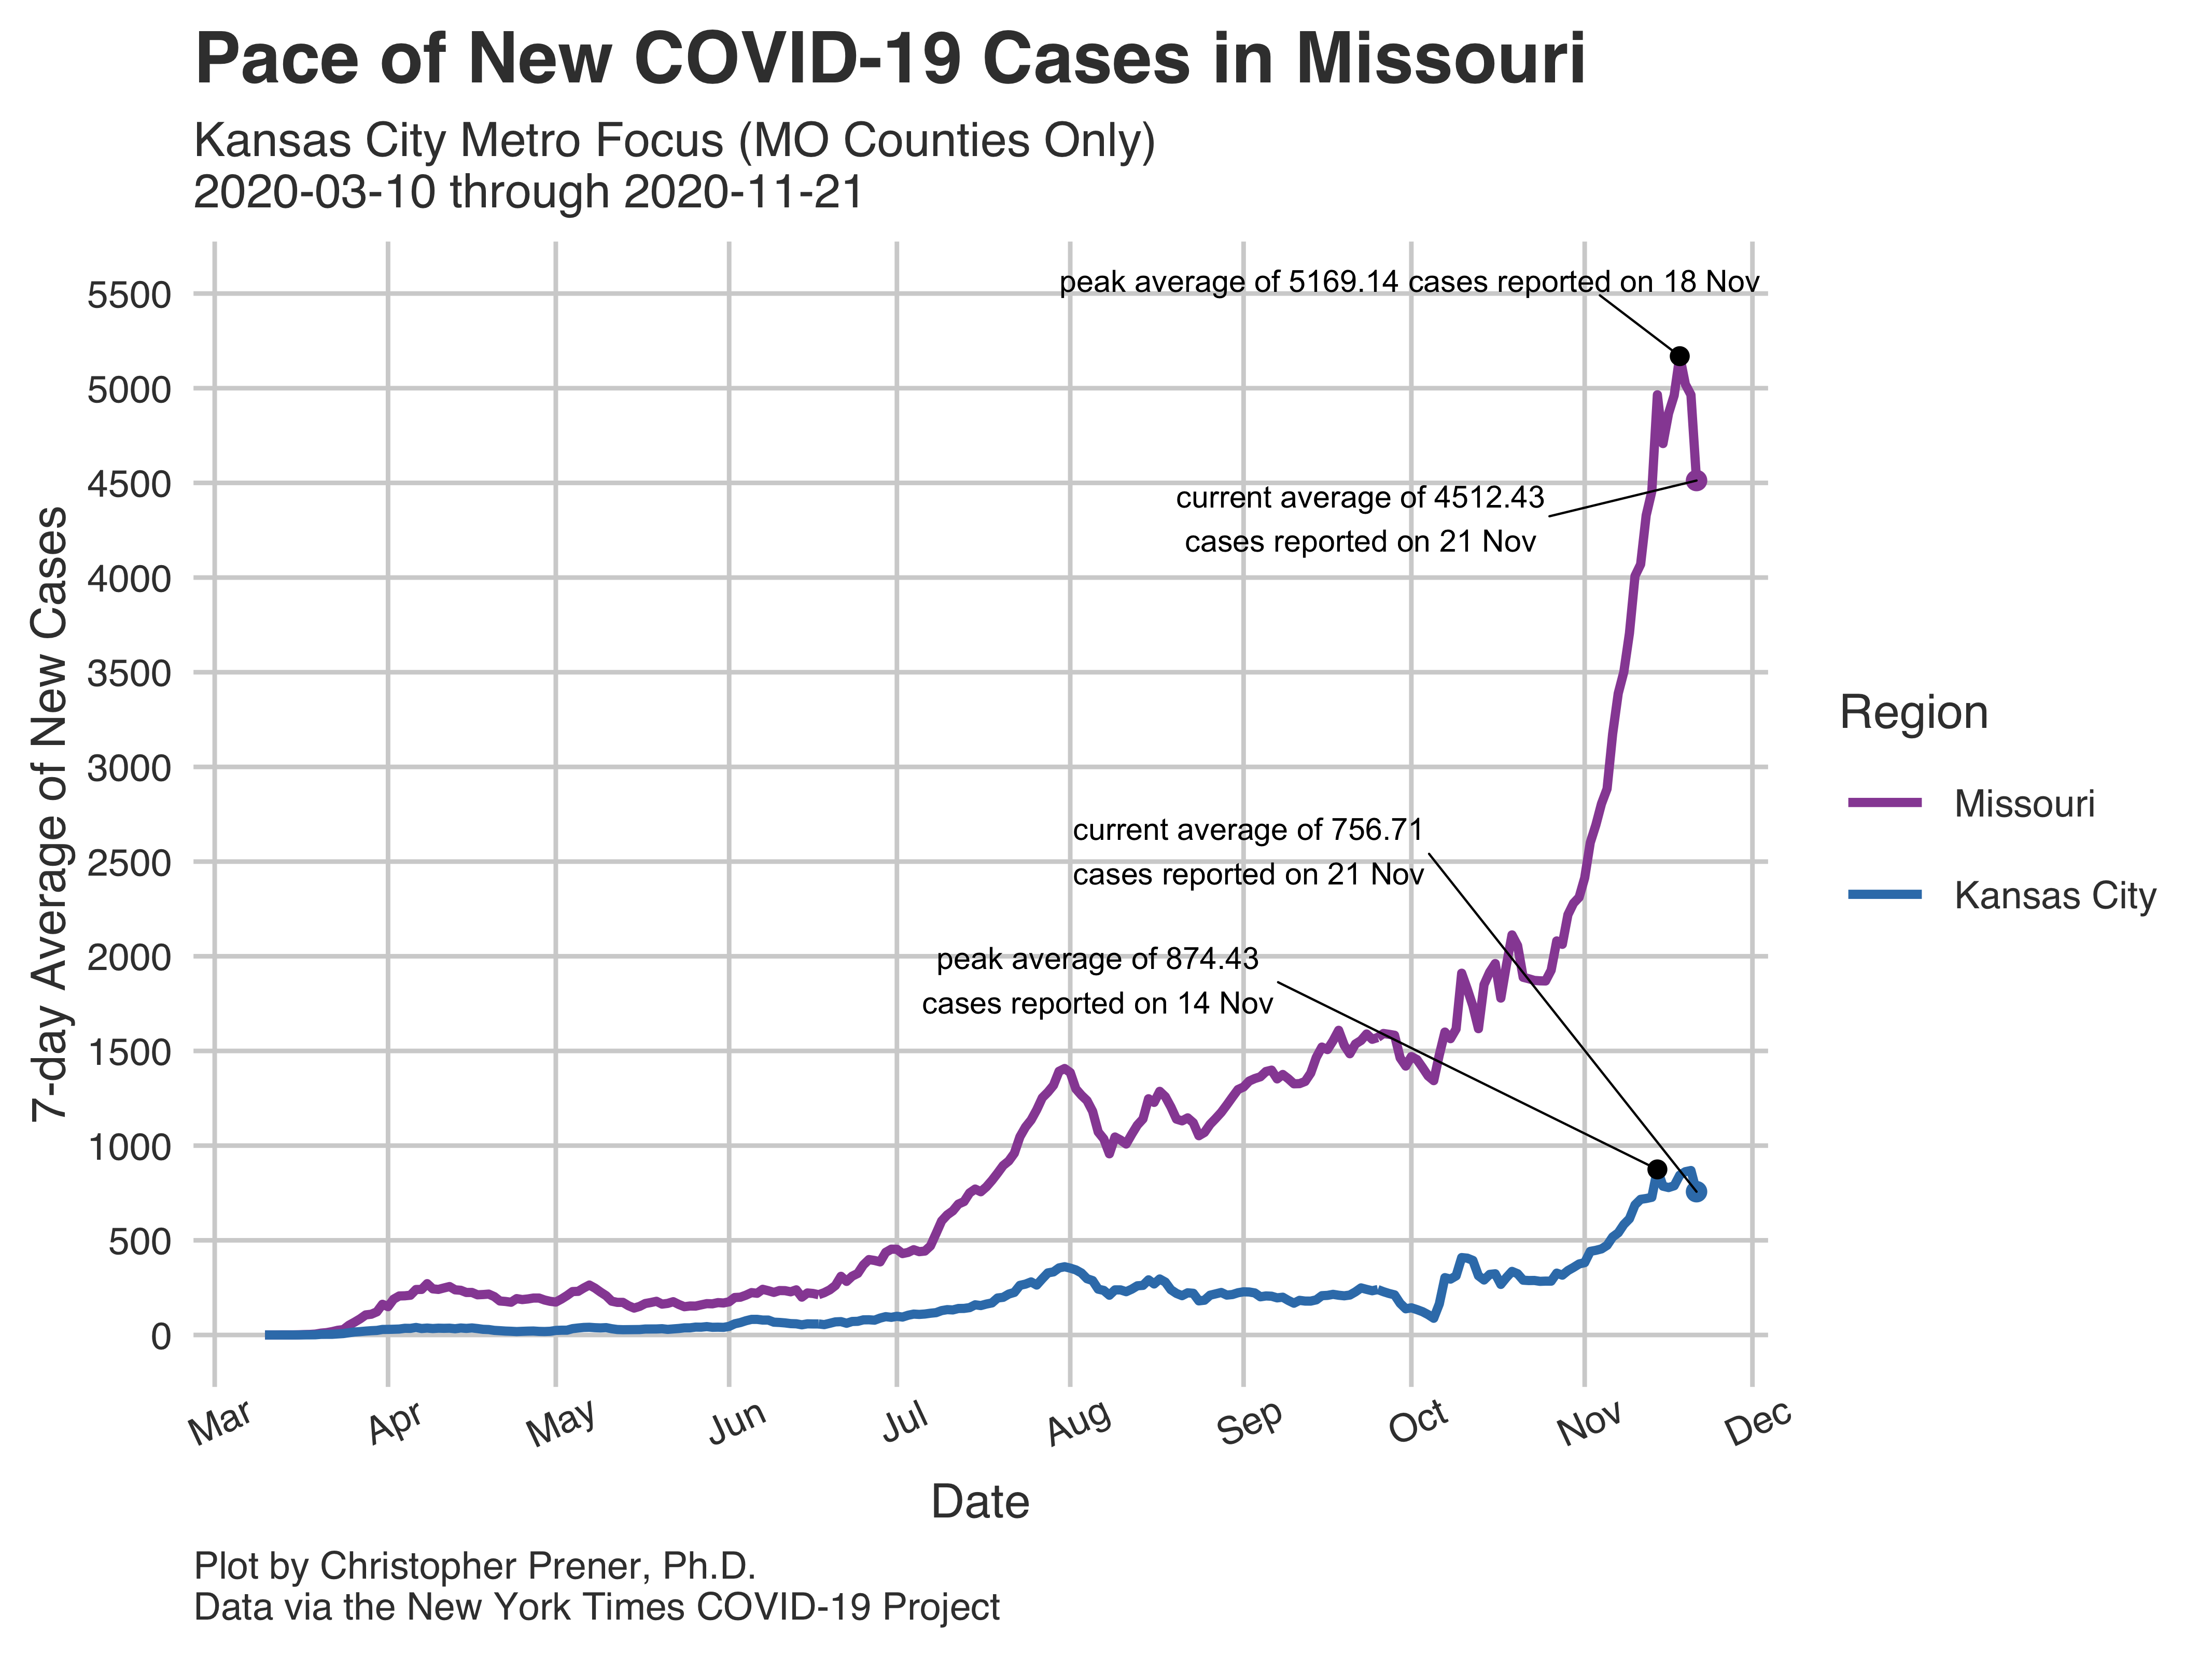 Pace of New COVID-19 Cases in Missouri
Kansas City Metro Focus (MO Counties Only)
2020-03-10 through 2020-11-21
peak average of 5169.14 cases reported on 18 Nov
5500
5000
4500
current average of 4512.43
cases reported on 21 Nov
4000
3500
3000
2500
current average of 756.71
cases reported on 21 Nov
2000
peak average of 874.43
cases reported on 14 Nov
1500
1000
500
0
7-day Average of New Cases
Region
Missouri
Kansas City
Mar
Apr
May
Jun
Jul
Aug
Sep
Oct
Nov
Dec
Date
Plot by Christopher Prener, Ph.D.
Data via the New York Times COVID-19 Project